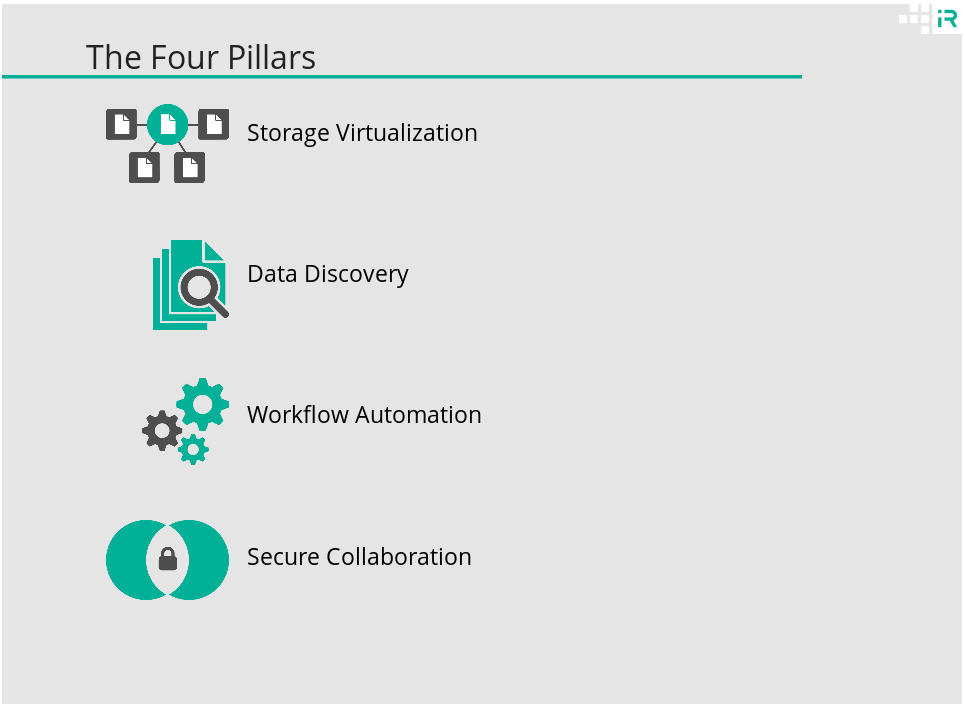 iR
The Four Pillars
Storage Virtualization
Data Discovery
Workflow Automation
Secure Collaboration